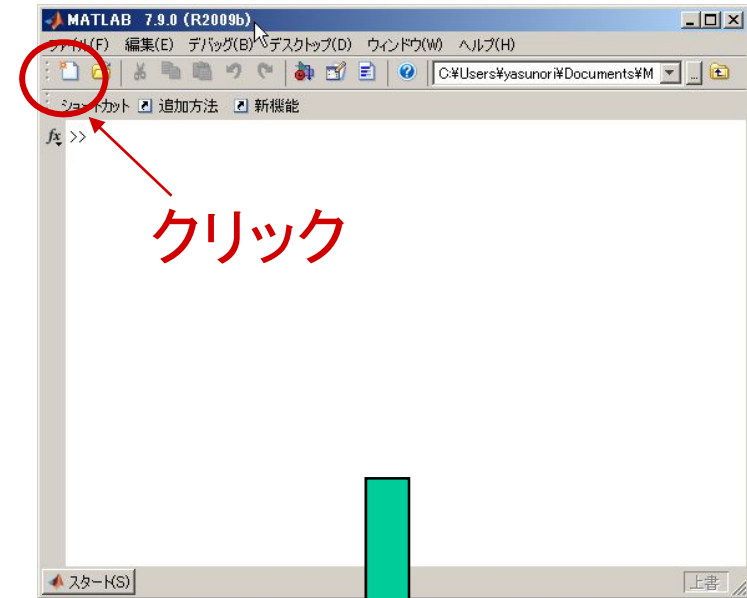 MATLAB 7.9.0 (R2009b)
ファイル(F) 編集(E) デバッグ(B) デスクトップ(D) ウィンドウ(W) ヘルプ(H)
C:¥Users¥yasunori¥Documents¥M
ショートカット 追加方法 新機能
fx >>
クリック
スタート(S) 上書